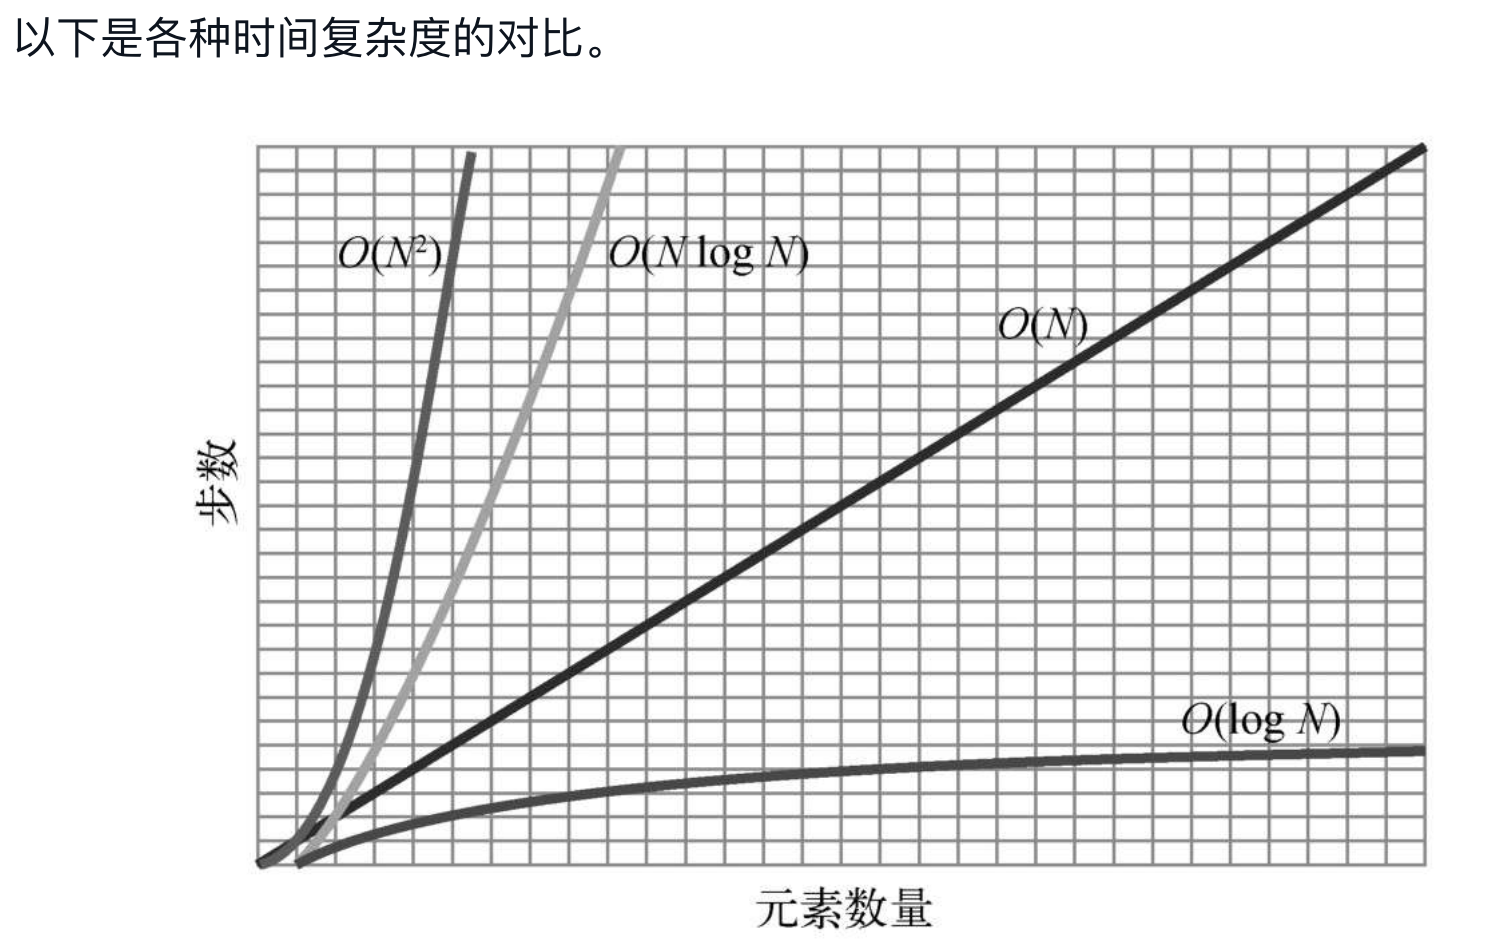 以下是各种时间复杂度的对比。
O(N²)
O(N log N)
O(N)
步数
O(log N)
元素数量